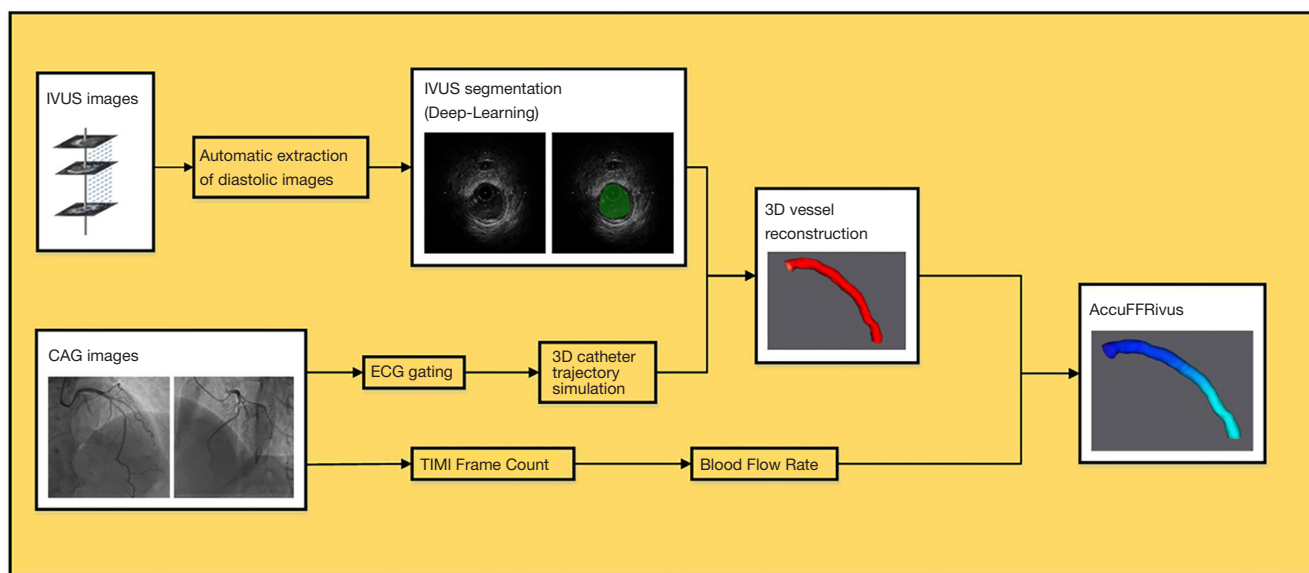 IVUS images
Automatic extraction
of diastolic images
IVUS segmentation
(Deep-Learning)
3D vessel
reconstruction
AccuFFRivus
CAG images
ECG gating
3D catheter
trajectory
simulation
TIMI Frame Count
Blood Flow Rate